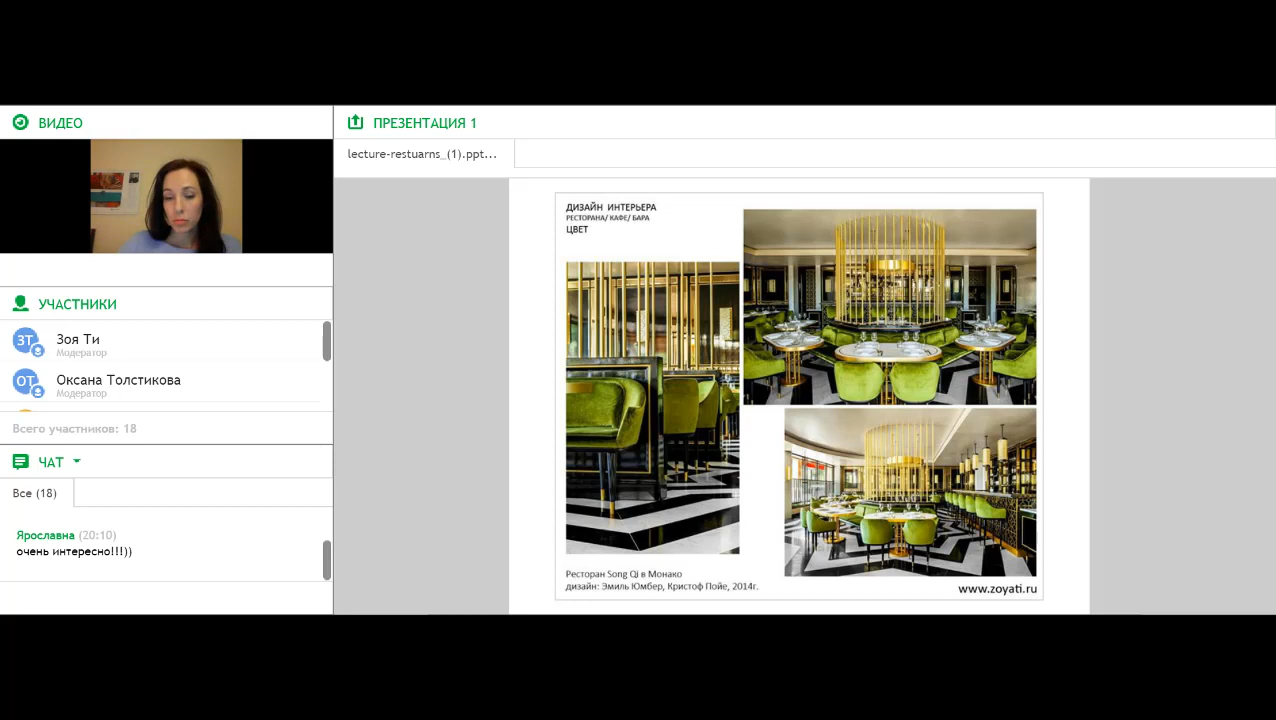 ВИДЕО
УЧАСТНИКИ
ЗТ
Зоя Ти
Модератор
ОТ
Оксана Толстикова
Модератор
Всего участников: 18
ЧАТ
Все (18)
Ярославна (20:10)
очень интересно!!!))
ПРЕЗЕНТАЦИЯ 1
lecture-restuarns_(1).ppt...
ДИЗАЙН ИНТЕРЬЕРА
РЕСТОРАНА/ КАФЕ/ БАРА
ЦВЕТ
Ресторан Song Qi в Монако
дизайн: Эмиль Юмбер, Кристоф Пойе, 2014г.
www.zoyati.ru